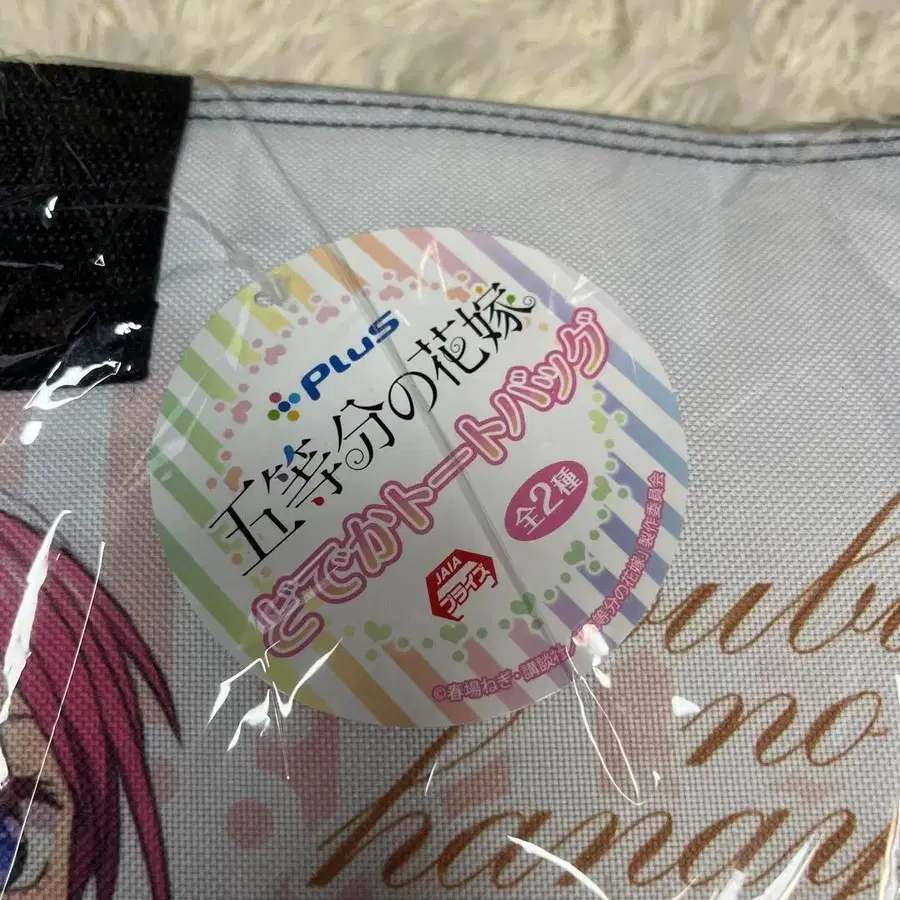 PLUS
五等分の花嫁
どでかトートバッグ
全2種
JAIA
プライズ
©春場ねぎ・講談社
等分の花嫁」製作委員会
no